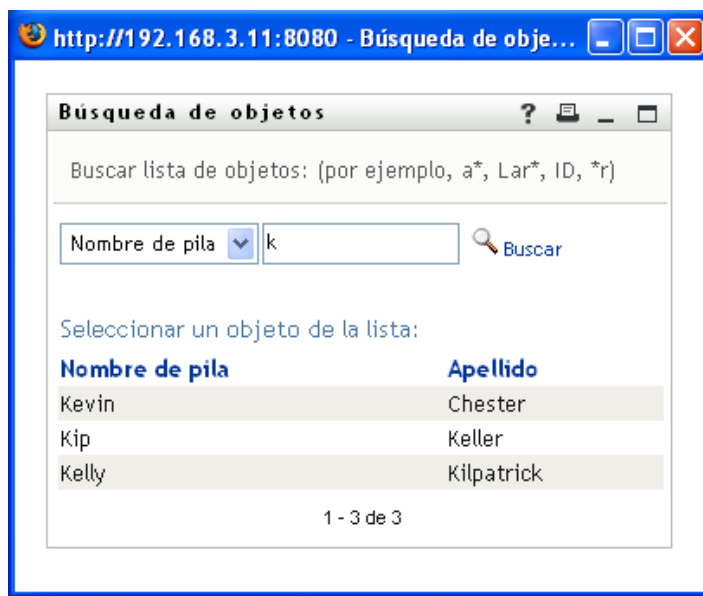 http://192.168.3.11:8080 - Búsqueda de obje...
Búsqueda de objetos ?
Buscar lista de objetos: (por ejemplo, a*, Lar*, ID, *r)
Nombre de pila k Buscar
Seleccionar un objeto de la lista:
Nombre de pila Apellido
Kevin Chester
Kip Keller
Kelly Kilpatrick
1 - 3 de 3